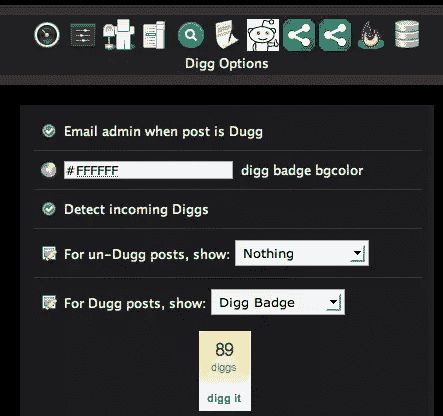 Digg Options
Email admin when post is Dugg
#FFFFFF digg badge bgcolor
Detect incoming Diggs
For un-Dugg posts, show: Nothing
For Dugg posts, show: Digg Badge
89
diggs
digg it